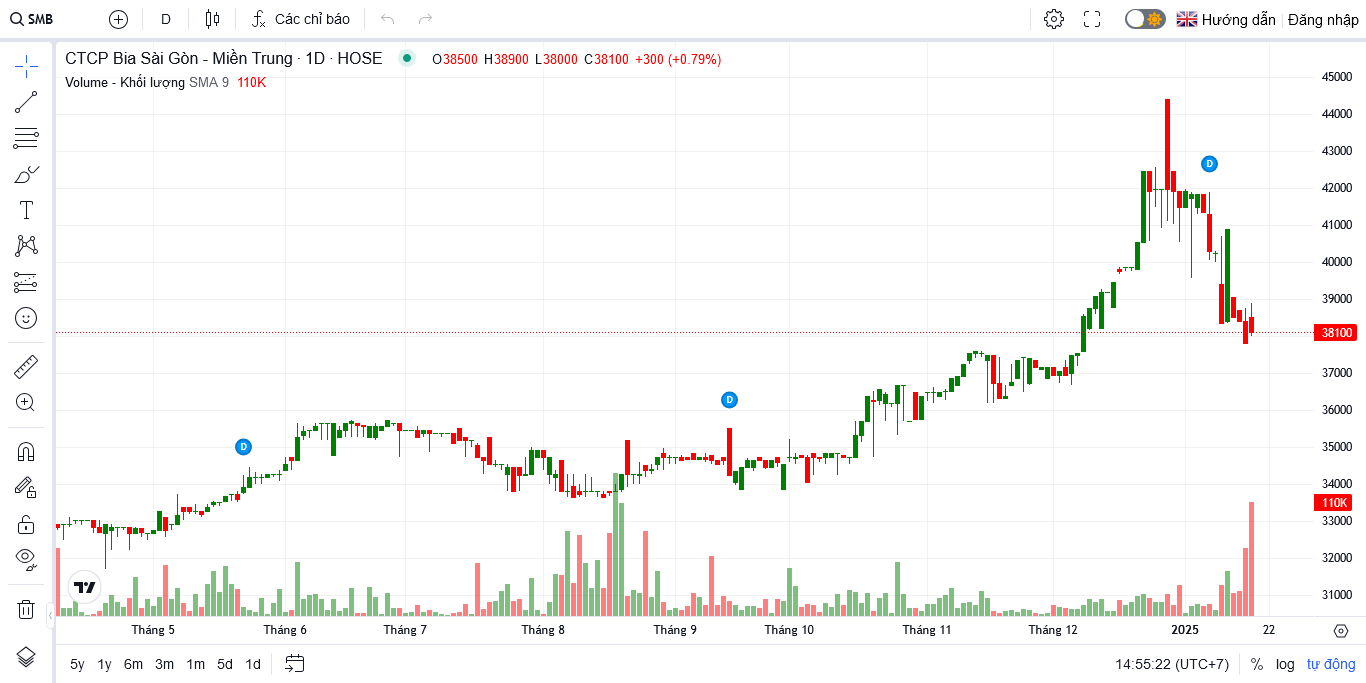 SMB D Các chỉ báo Hướng dẫn Đăng nhập
CTCP Bia Sài Gòn - Miền Trung · 1D · HOSE O38500 H38900 L38000 C38100 +300 (+0.79%)
Volume - Khối lượng SMA 9 110K
45000
44000
43000
D
42000
41000
40000
39000
38100
37000
D
36000
D
35000
34000
110K
33000
32000
31000
Tháng 5 Tháng 6 Tháng 7 Tháng 8 Tháng 9 Tháng 10 Tháng 11 Tháng 12 2025 22
5y 1y 6m 3m 1m 5d 1d 14:55:22 (UTC+7) % log tự động